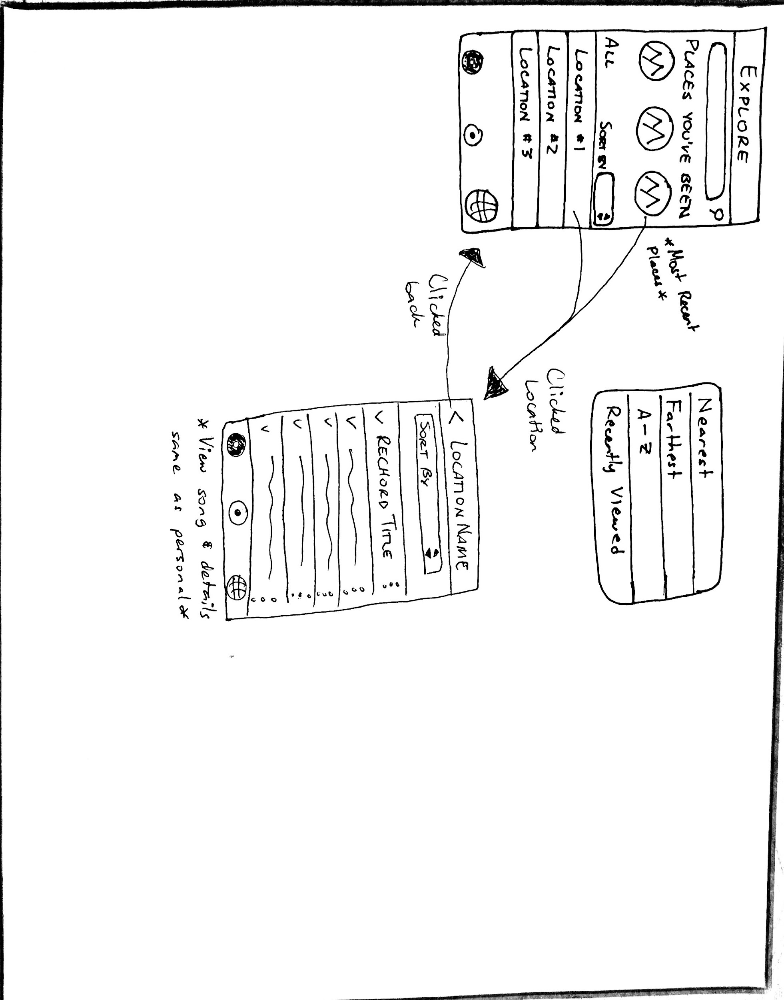 EXPLORE
PLACES YOU'VE BEEN
ALL
SORT BY
LOCATION #1
LOCATION #2
LOCATION #3
*Most Recent
places*
Nearest
Farthest
A-Z
Recently Viewed
Clicked
Location
Clicked
back
< LOCATION NAME
SORT BY
RECHORD TITLE
* View song & details
same as personal*